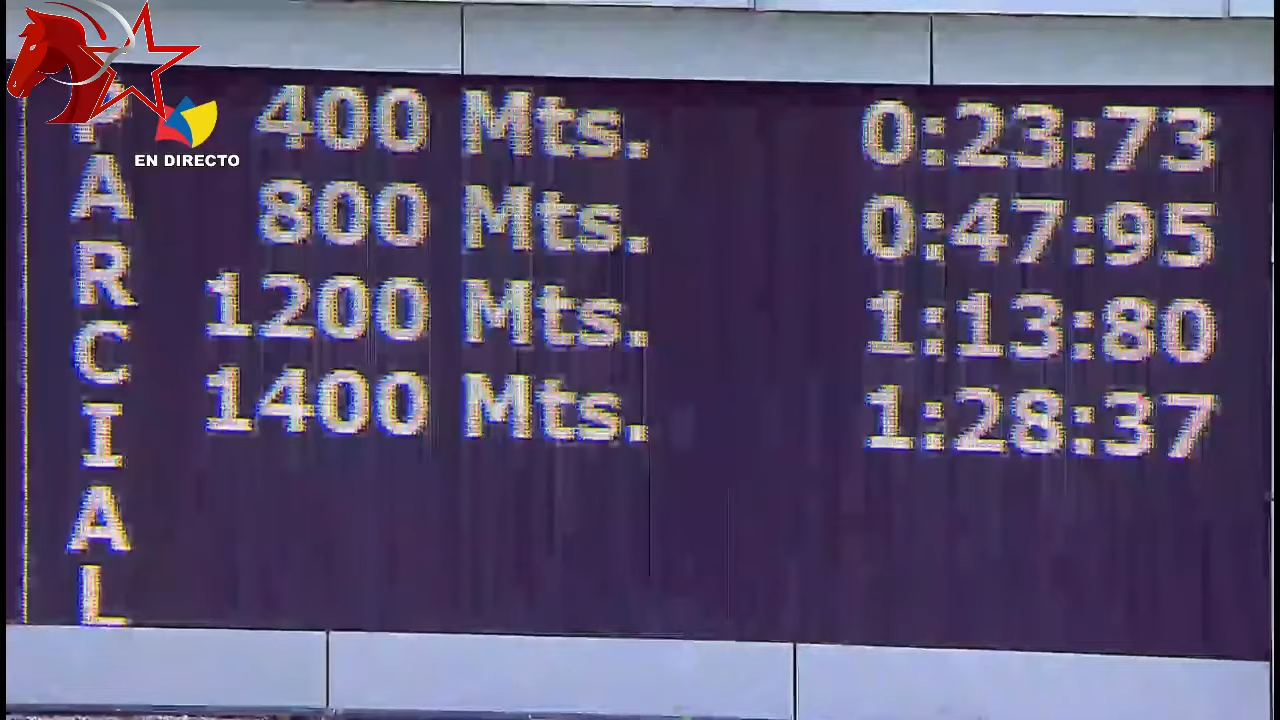 EN DIRECTO
PARCIAL
400 Mts. 0:23:73
800 Mts. 0:47:95
1200 Mts. 1:13:80
1400 Mts. 1:28:37